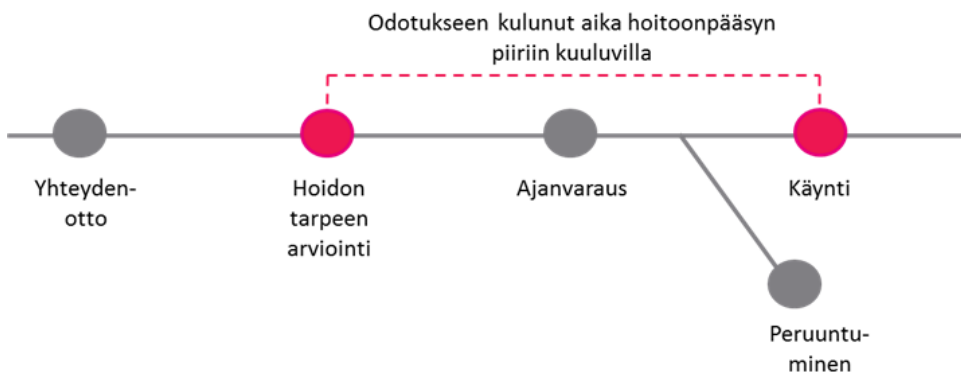 Odotukseen kulunut aika hoitoonpääsyn
piiriin kuuluvilla
Yhteyden-
otto
Hoidon
tarpeen
arviointi
Ajanvaraus
Käynti
Peruuntu-
minen